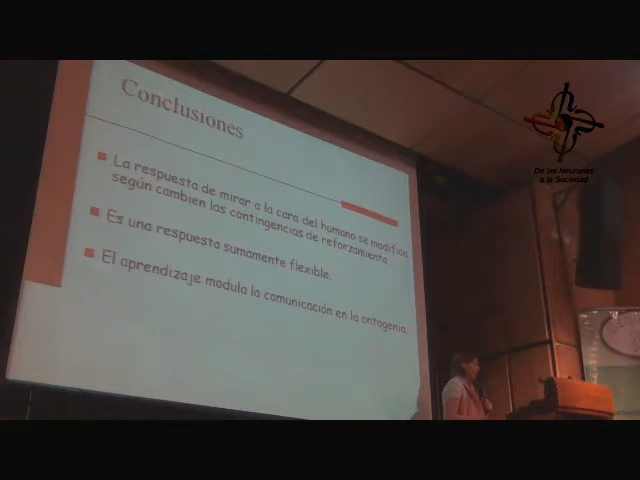 De las Neuronas
a la Sociedad
Conclusiones
La respuesta de mirar a la cara del humano se modifica
según cambien las contingencias de reforzamiento
Es una respuesta sumamente flexible.
El aprendizaje modula la comunicación en la ontogenia.